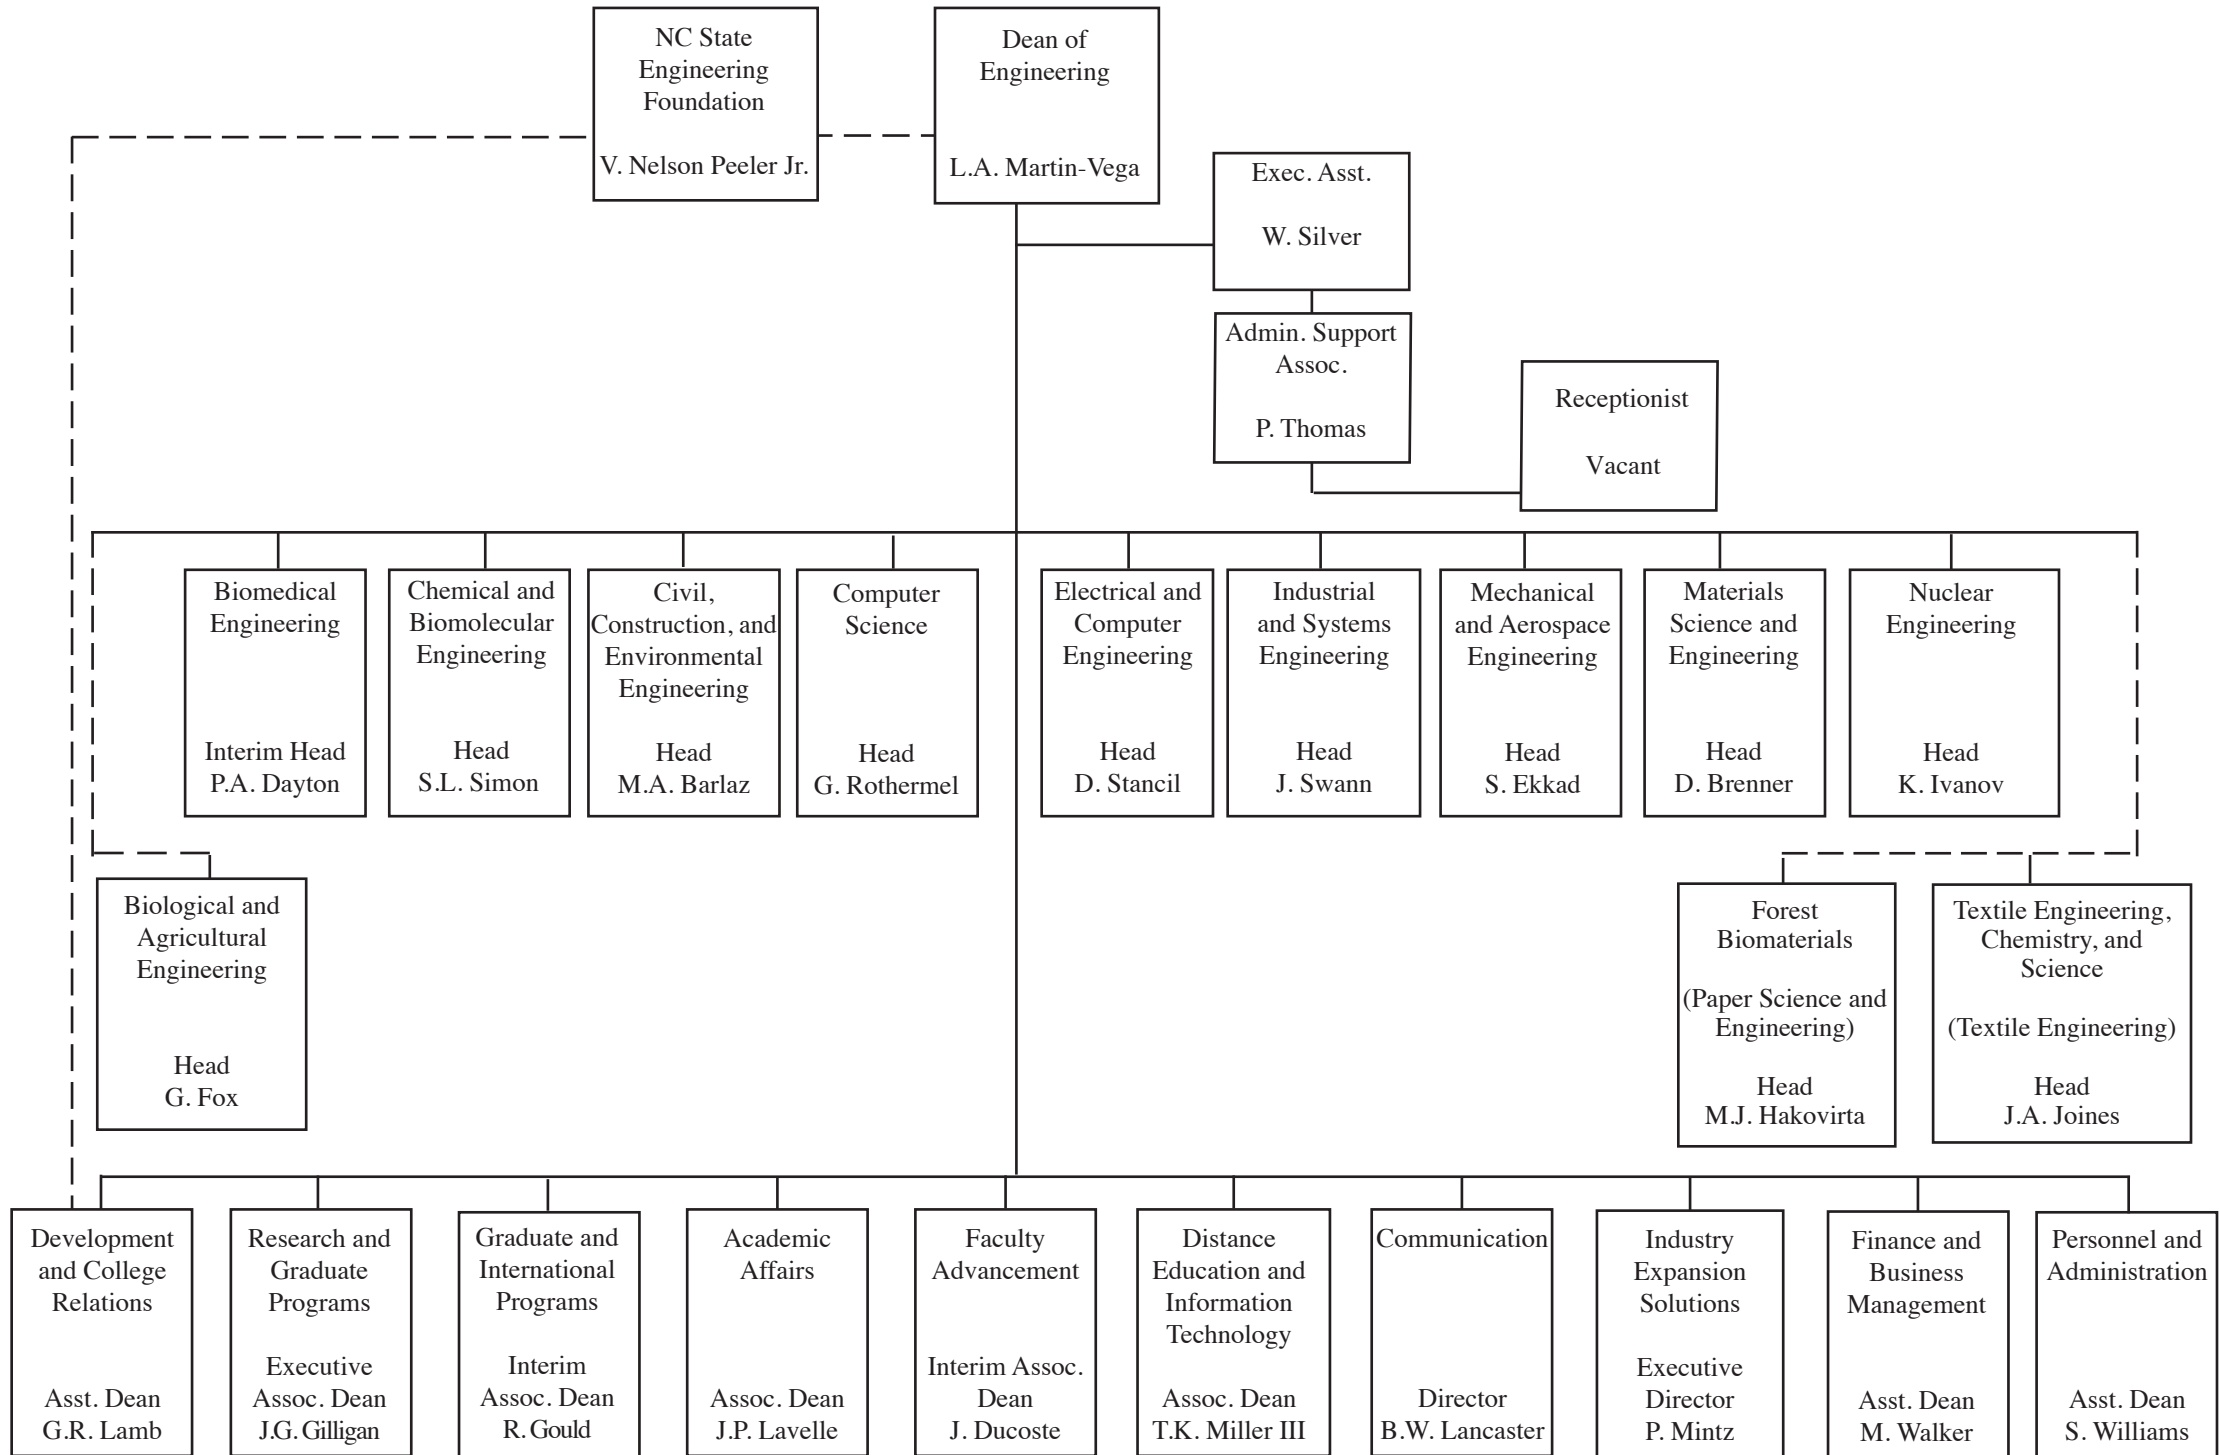 NC State
Engineering
Foundation
V. Nelson Peeler Jr.
Dean of
Engineering
L.A. Martin-Vega
Exec. Asst.
W. Silver
Admin. Support
Assoc.
P. Thomas
Receptionist
Vacant
Biomedical
Engineering
Interim Head
P.A. Dayton
Chemical and
Biomolecular
Engineering
Head
S.L. Simon
Civil,
Construction, and
Environmental
Engineering
Head
M.A. Barlaz
Computer
Science
Head
G. Rothermel
Electrical and
Computer
Engineering
Head
D. Stancil
Industrial
and Systems
Engineering
Head
J. Swann
Mechanical
and Aerospace
Engineering
Head
S. Ekkad
Materials
Science and
Engineering
Head
D. Brenner
Nuclear
Engineering
Head
K. Ivanov
Biological and
Agricultural
Engineering
Head
G. Fox
Forest
Biomaterials
(Paper Science and
Engineering)
Head
M.J. Hakovirta
Textile Engineering,
Chemistry, and
Science
(Textile Engineering)
Head
J.A. Joines
Development
and College
Relations
Asst. Dean
G.R. Lamb
Research and
Graduate
Programs
Executive
Assoc. Dean
J.G. Gilligan
Graduate and
International
Programs
Interim
Assoc. Dean
R. Gould
Academic
Affairs
Assoc. Dean
J.P. Lavelle
Faculty
Advancement
Interim Assoc.
Dean
J. Ducoste
Distance
Education and
Information
Technology
Assoc. Dean
T.K. Miller III
Communication
Director
B.W. Lancaster
Industry
Expansion
Solutions
Executive
Director
P. Mintz
Finance and
Business
Management
Asst. Dean
M. Walker
Personnel and
Administration
Asst. Dean
S. Williams